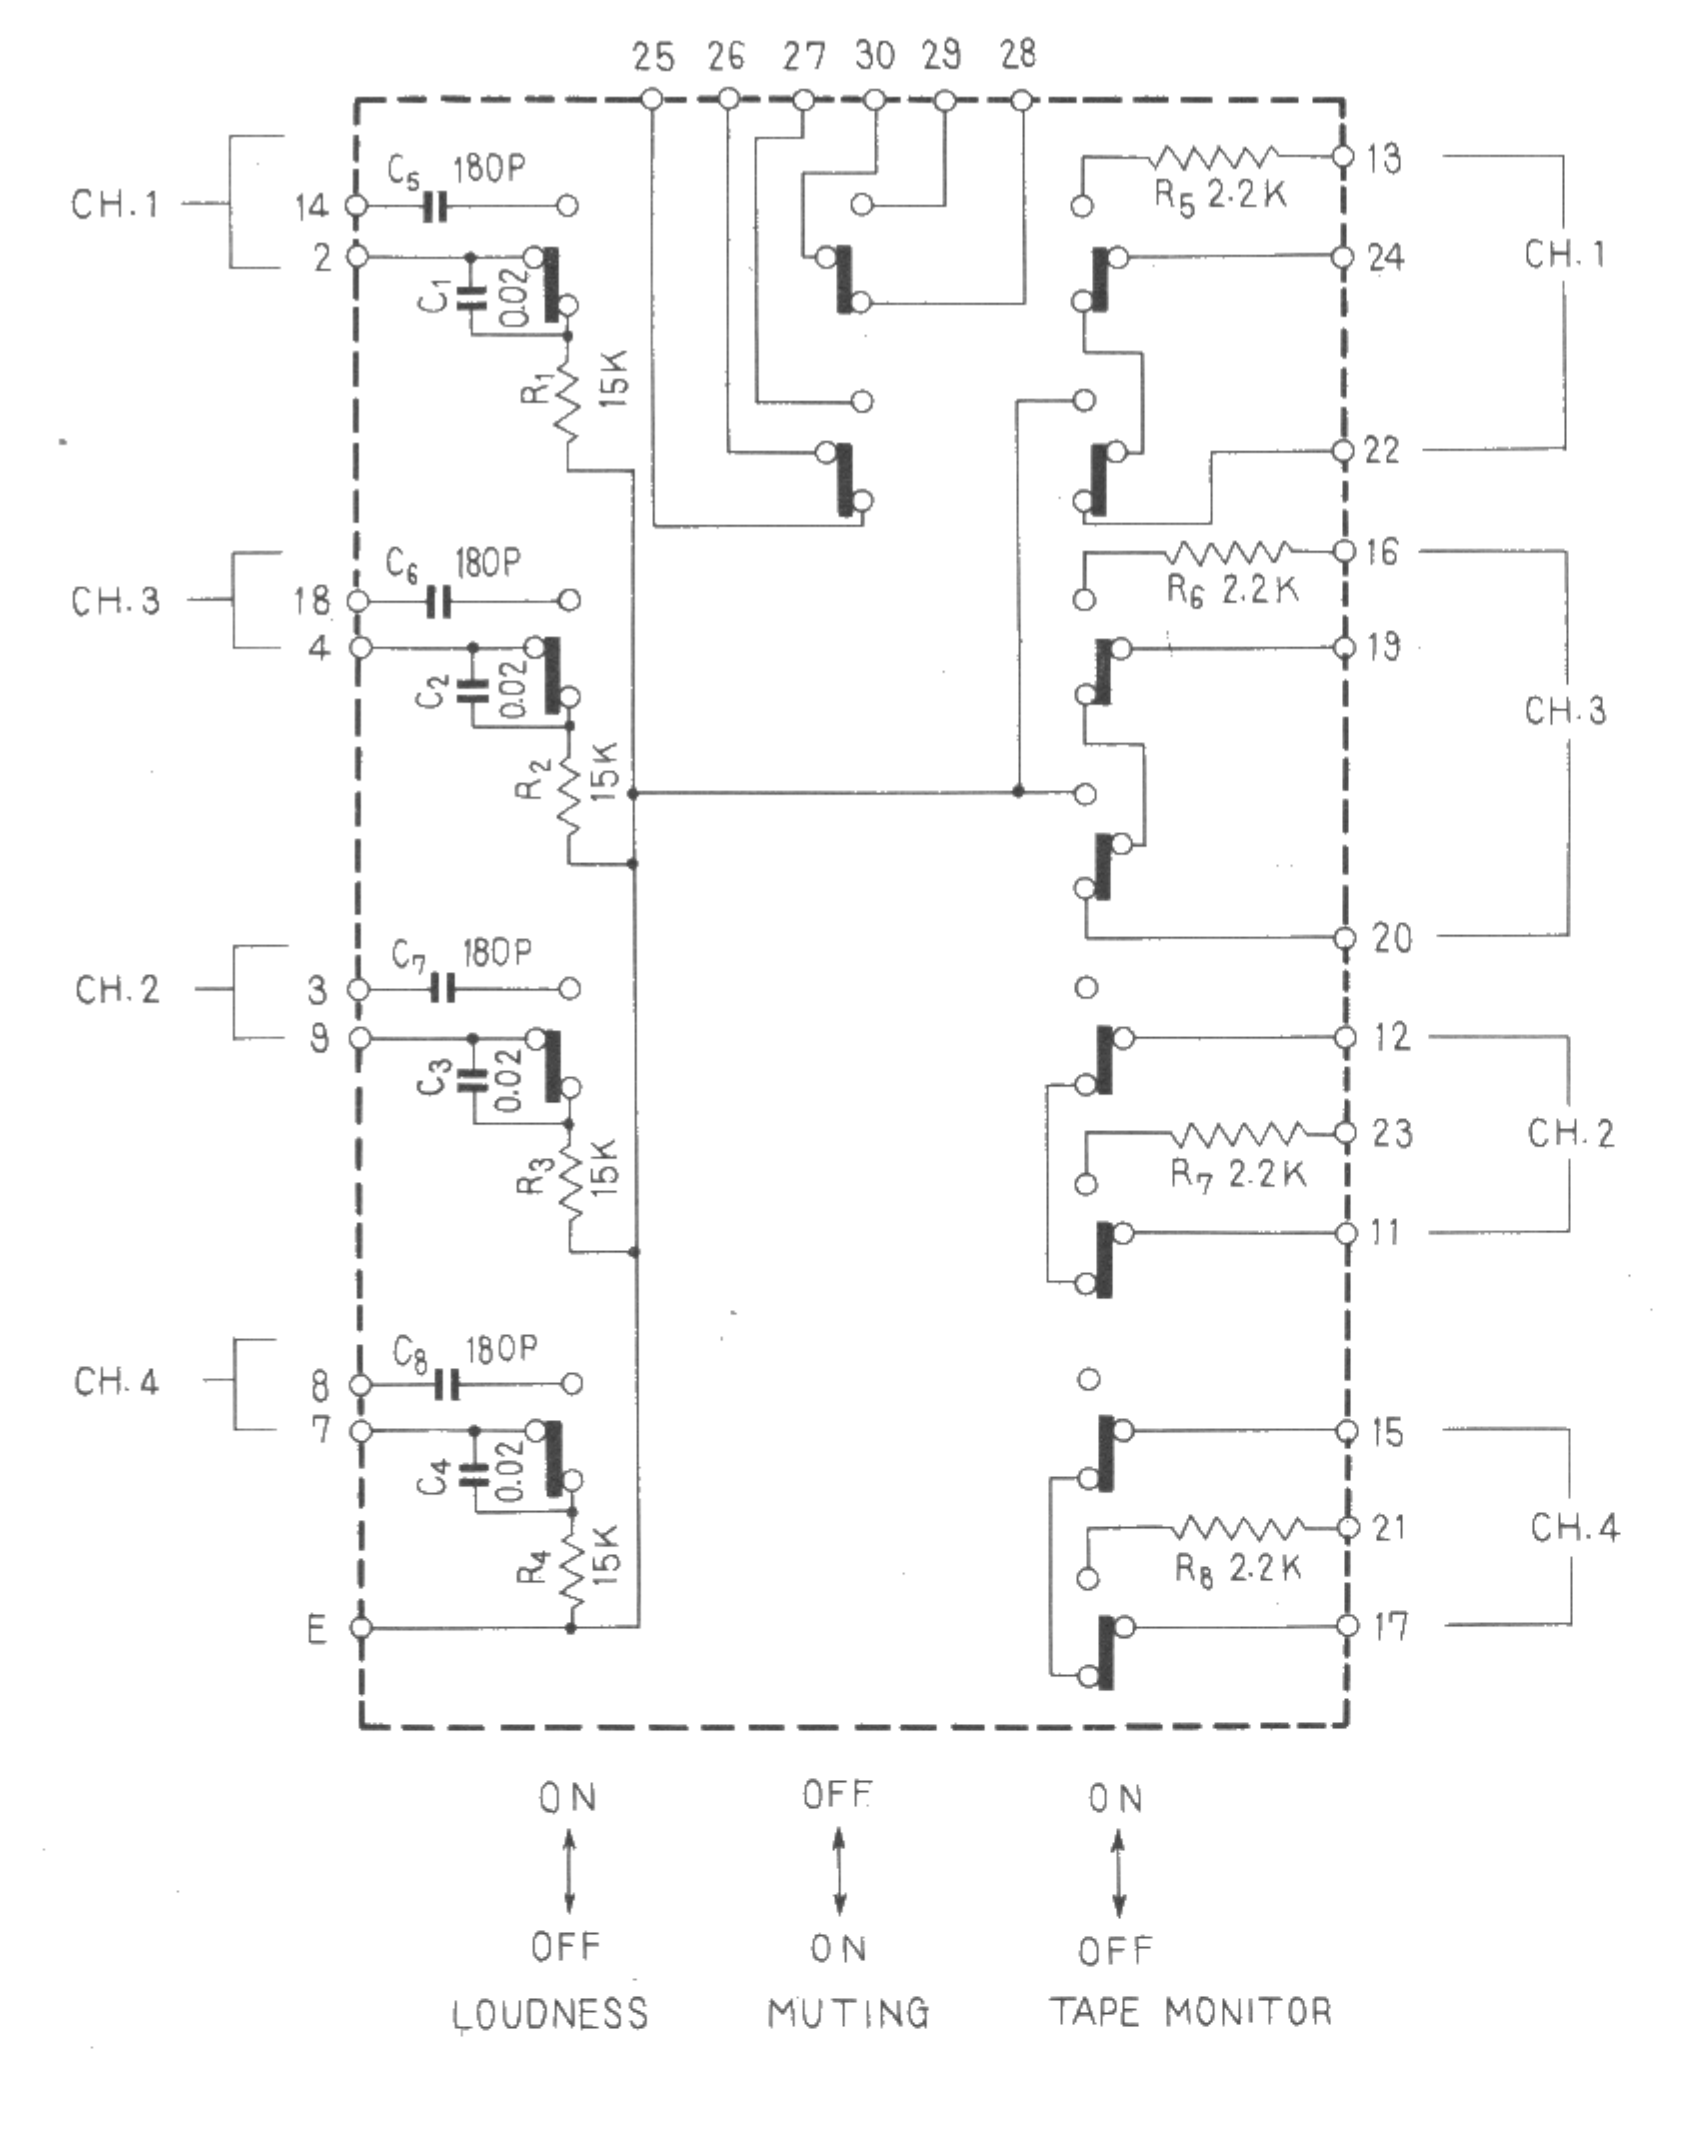 25 26 27 30 29 28
C5 180P
R5 2.2K
13
CH.1
14
2
C1
0.02
24
CH.1
R1
15K
22
C6 180P
16
R6 2.2K
CH.3
18
4
C2
0.02
19
CH.3
R2
15K
C7 180P
20
CH.2
3
9
C3
0.02
12
23
CH.2
R3
15K
R7 2.2K
11
C8 180P
CH.4
8
7
C4
0.02
15
21
CH.4
R4
15K
R8 2.2K
E
17
ON OFF ON
OFF ON OFF
LOUDNESS MUTING TAPE MONITOR